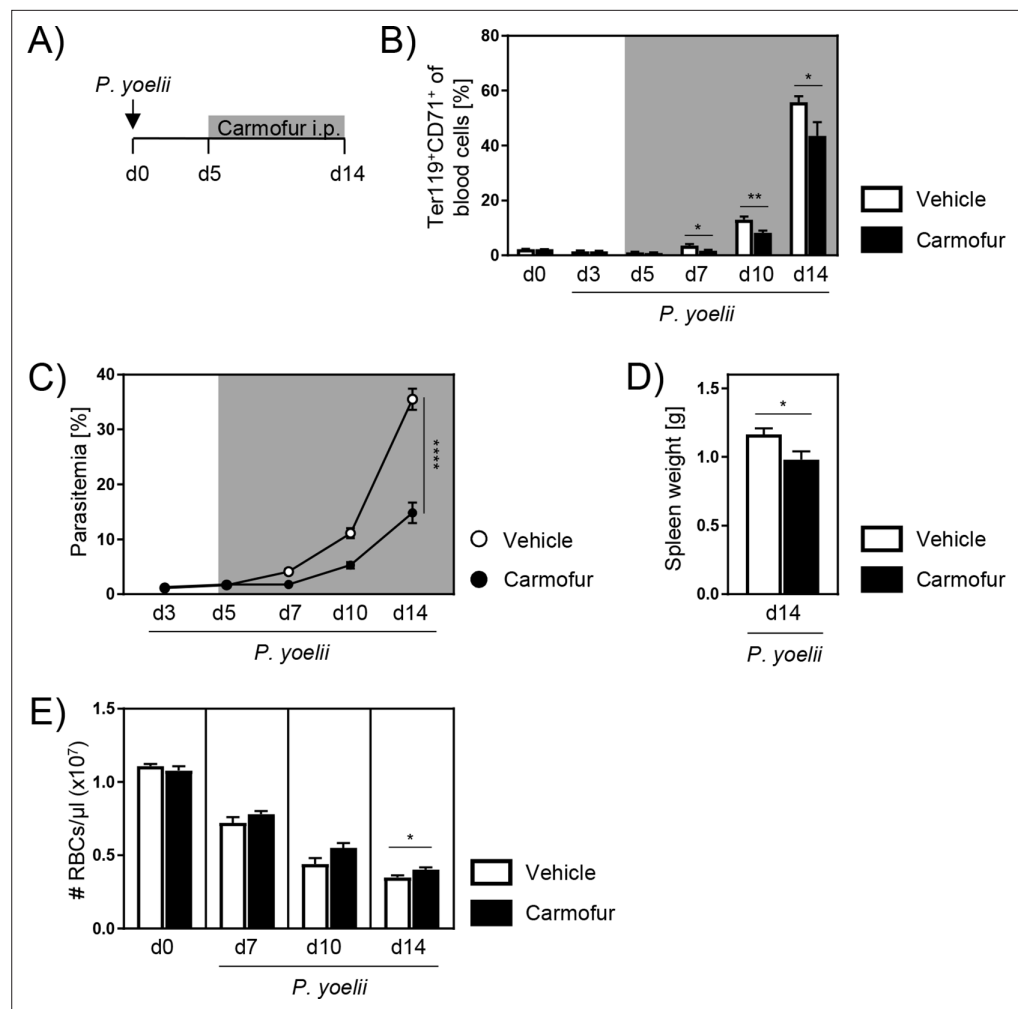 A)
P. yoelii
Carmofur i.p.
d0 d5 d14
B)
Ter119⁺CD71⁺ of
blood cells [%]
80
60
40
20
0
*
**
*
d0 d3 d5 d7 d10 d14
P. yoelii
Vehicle
Carmofur
C)
Parasitemia [%]
40
30
20
10
0
****
d3 d5 d7 d10 d14
P. yoelii
Vehicle
Carmofur
D)
Spleen weight [g]
1.5
1.0
0.5
0.0
*
d14
P. yoelii
Vehicle
Carmofur
E)
# RBCs/µl (x10⁷)
1.5
1.0
0.5
0.0
*
d0 d7 d10 d14
P. yoelii
Vehicle
Carmofur